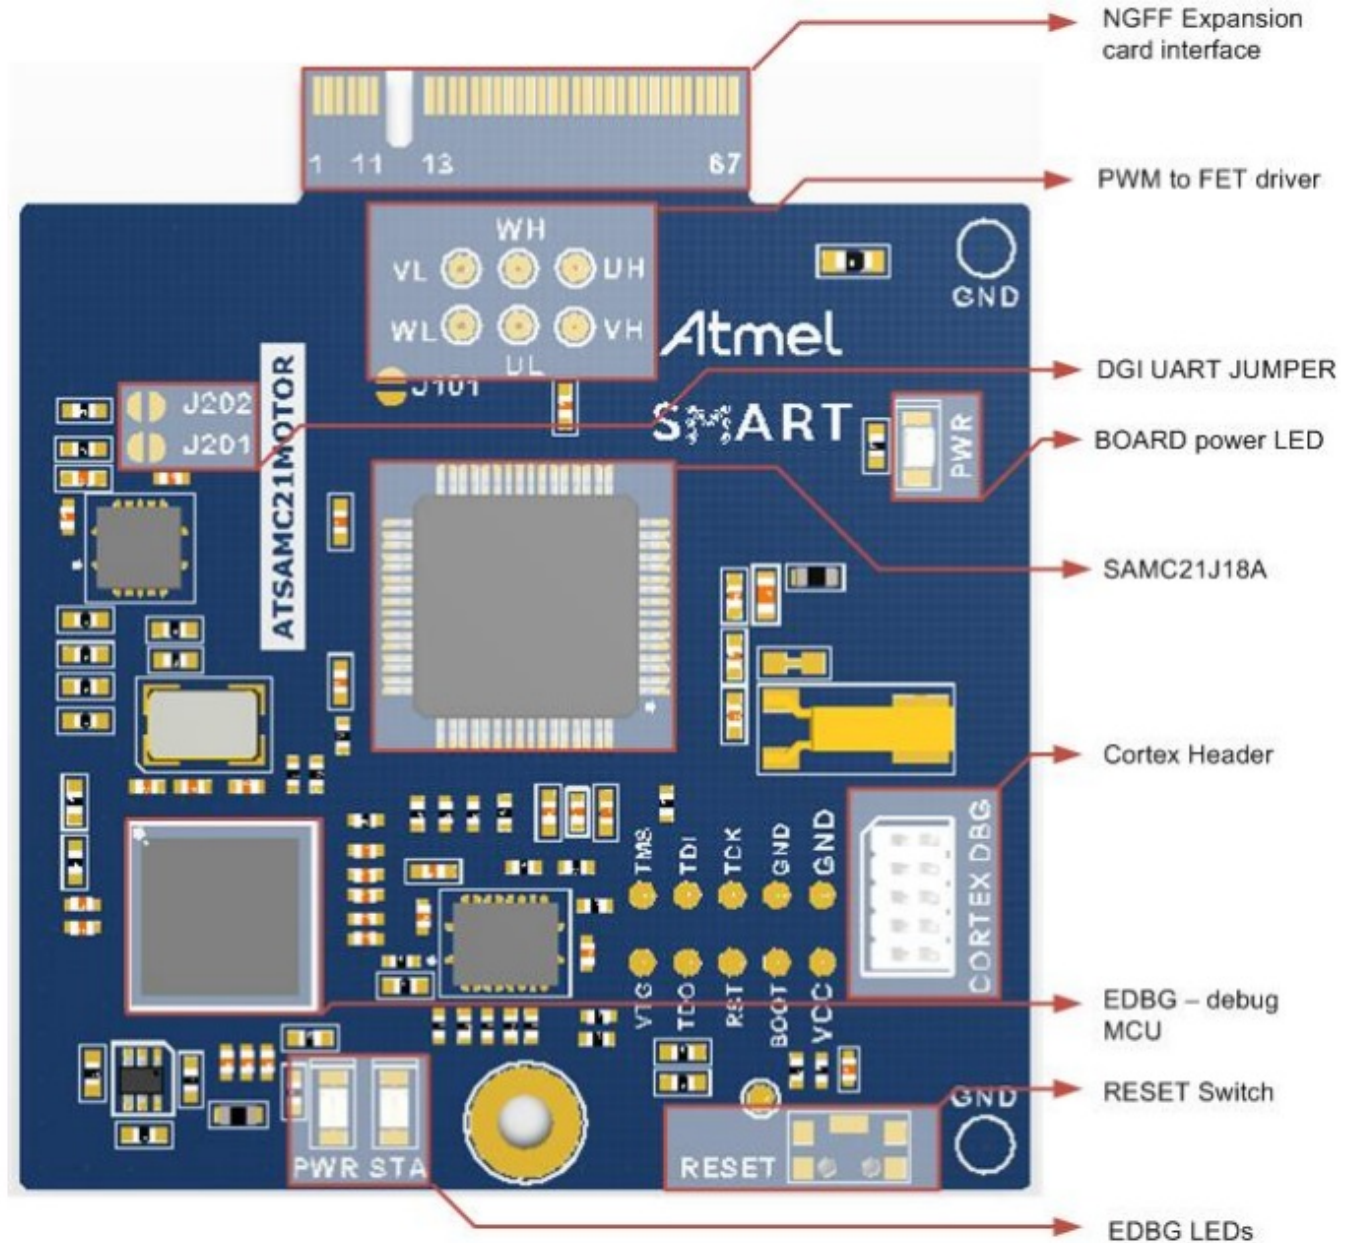 NGFF Expansion
card interface
1 11 13 67
PWM to FET driver
WH
VL UH
WL VH
UL
GND
Atmel
SMART
DGI UART JUMPER
J101
J202
J201
ATSAMC21MOTOR
PWR
BOARD power LED
SAMC21J18A
Cortex Header
TMS TDI TCK GND GND
CORTEX DBG
VTG TDO RST BOOT VCC
EDBG – debug
MCU
RESET Switch
GND
RESET
PWR STA
EDBG LEDs